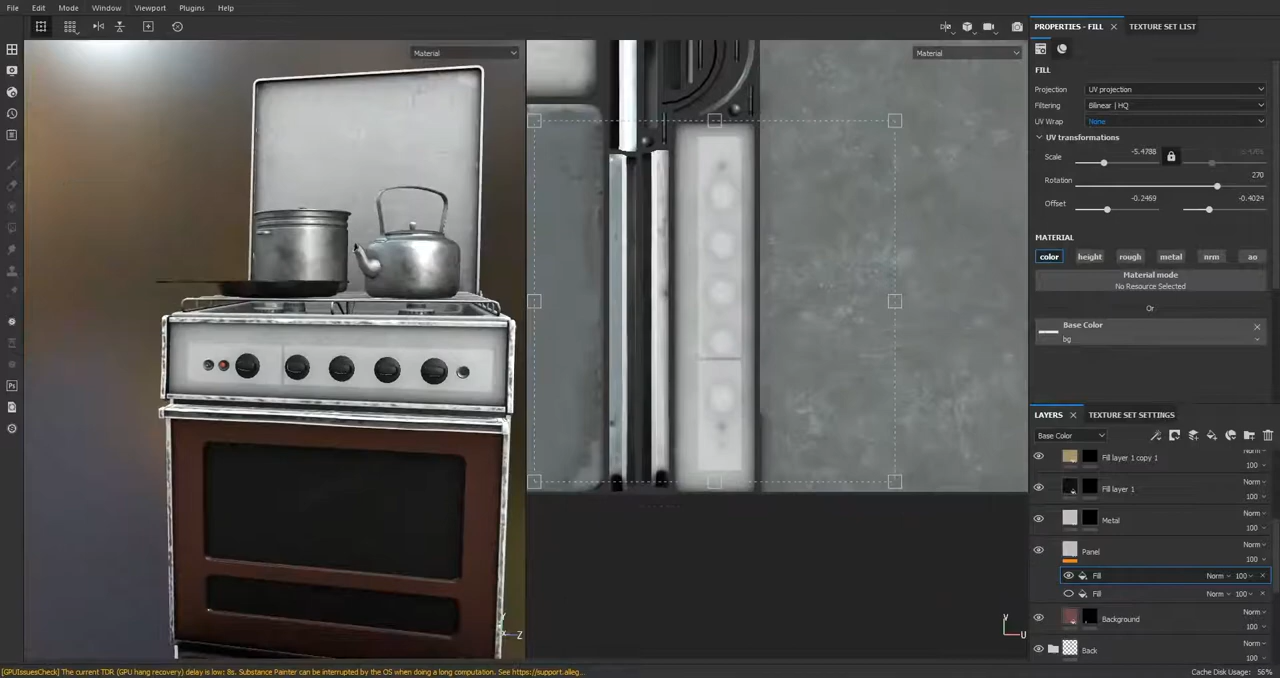 File Edit Mode Window Viewport Plugins Help
Material
Material
PROPERTIES - FILL
TEXTURE SET LIST
FILL
Projection UV projection
Filtering Bilinear | HQ
UV Wrap None
UV transformations
Scale -5.4788
Rotation 270
Offset -0.2469 -0.4024
MATERIAL
color height rough metal nrm ao
Material mode
No Resource Selected
Or
Base Color
bg
LAYERS
TEXTURE SET SETTINGS
Base Color
Fill layer 1 copy 1 Norm
100
Fill layer 1 Norm
100
Metal Norm
100
Panel Norm
100
Fill Norm 100
Fill Norm 100
Background Norm
100
Back Norm
100
Y
Z
V
U
[GPUIssuesCheck] The current TDR (GPU hang recovery) delay is low: 8s. Substance Painter can be interrupted by the OS when doing a long computation. See https://support.alleg...
Cache Disk Usage: 56%